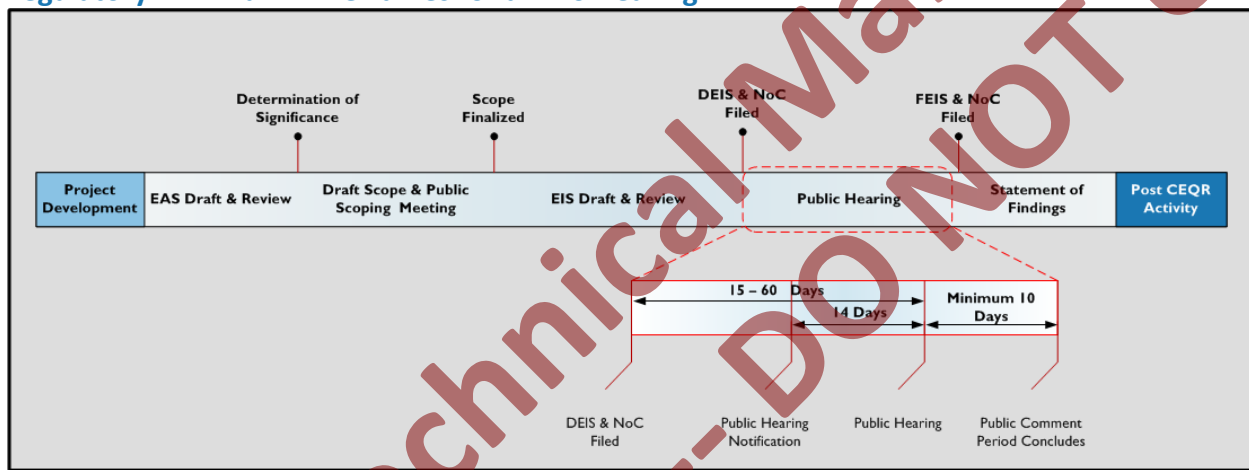 Determination of
Significance
Scope
Finalized
DEIS & NoC
Filed
FEIS & NoC
Filed
Project
Development
EAS Draft & Review
Draft Scope & Public
Scoping Meeting
EIS Draft & Review
Public Hearing
Statement of
Findings
Post CEQR
Activity
15 – 60 Days
14 Days
Minimum 10
Days
DEIS & NoC
Filed
Public Hearing
Notification
Public Hearing
Public Comment
Period Concludes
DO NOT